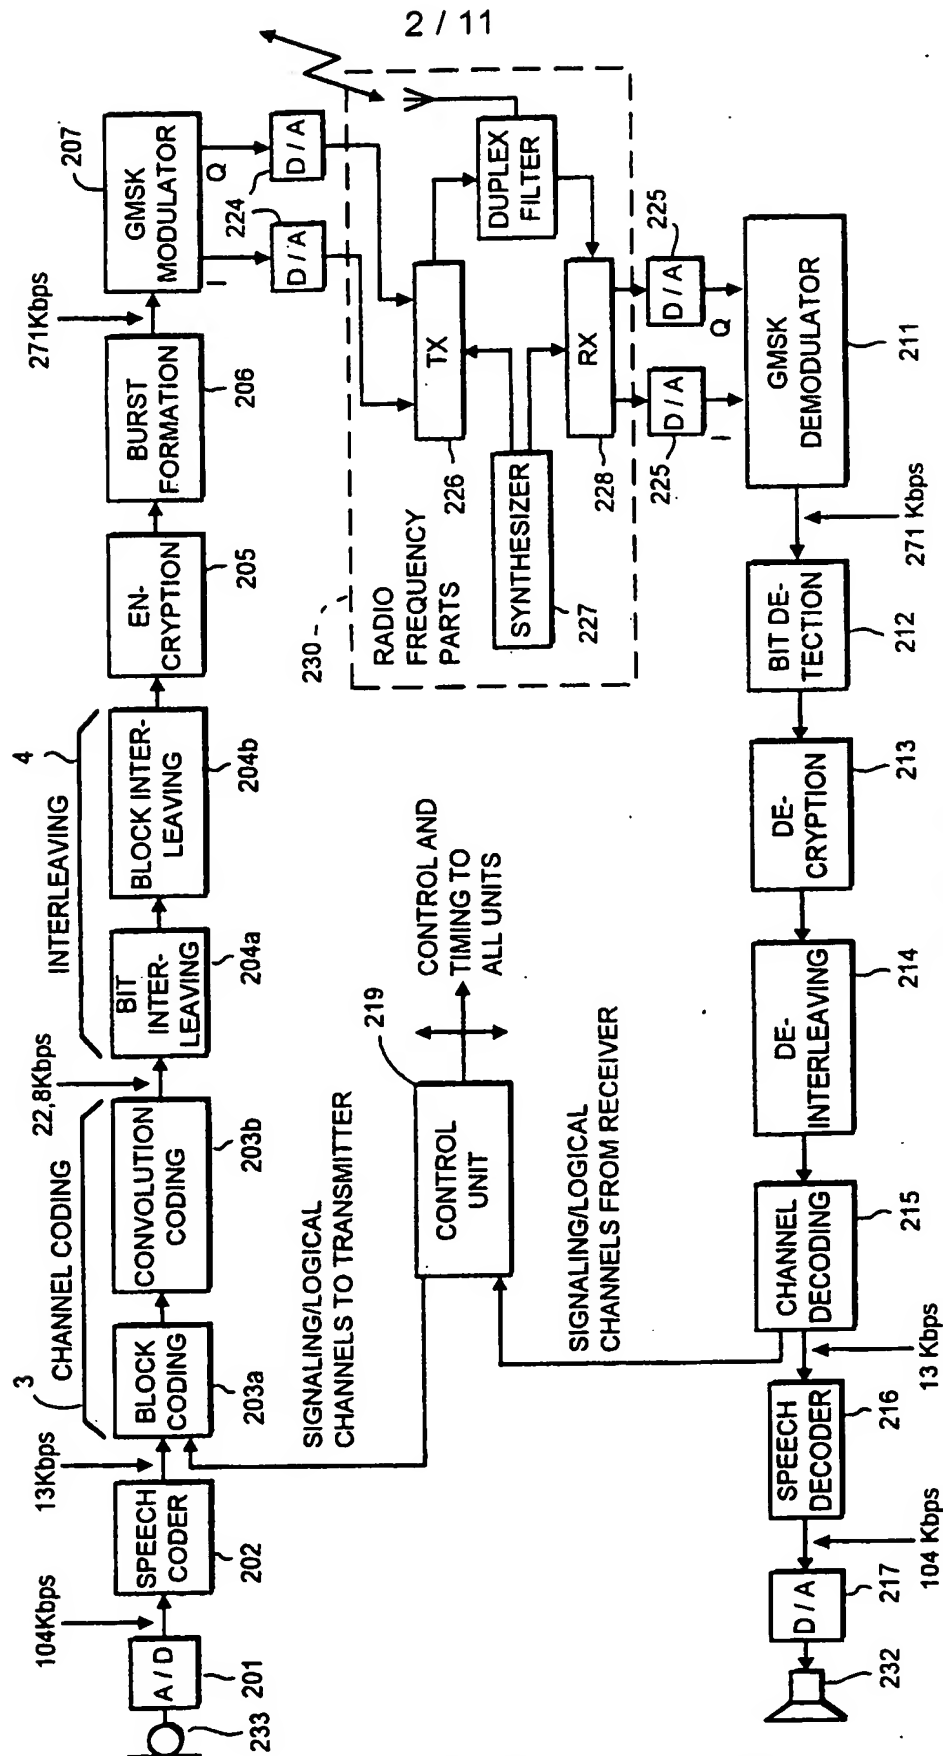 2 / 11
3
CHANNEL CODING
4
INTERLEAVING
104Kbps
13Kbps
22,8Kbps
271Kbps
207
233
A / D
201
SPEECH
CODER
202
BLOCK
CODING
203a
CONVOLUTION
CODING
203b
BIT
INTER-
LEAVING
204a
BLOCK INTER-
LEAVING
204b
EN-
CRYPTION
205
BURST
FORMATION
206
GMSK
MODULATOR
I
Q
224
D / A
D / A
230
RADIO
FREQUENCY
PARTS
TX
226
DUPLEX
FILTER
SYNTHESIZER
227
RX
228
SIGNALING/LOGICAL
CHANNELS TO TRANSMITTER
219
CONTROL
UNIT
CONTROL AND
TIMING TO
ALL UNITS
SIGNALING/LOGICAL
CHANNELS FROM RECEIVER
D / A
225
D / A
225
I
Q
GMSK
DEMODULATOR
211
271 Kbps
BIT DE-
TECTION
212
DE-
CRYPTION
213
DE-
INTERLEAVING
214
CHANNEL
DECODING
215
13 Kbps
SPEECH
DECODER
216
104 Kbps
D / A
217
232